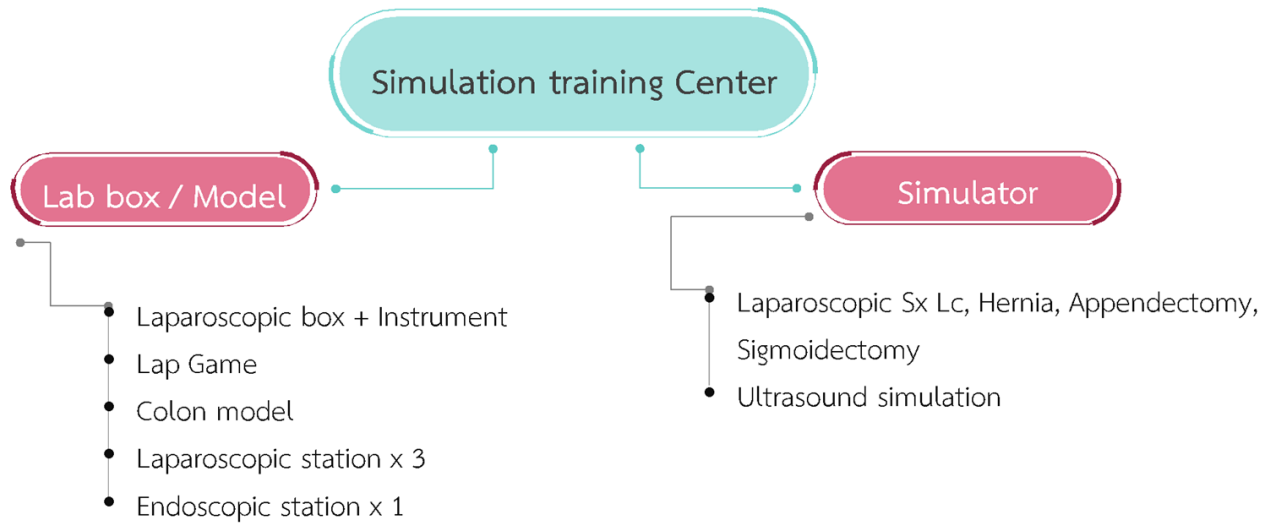 Simulation training Center
Lab box / Model
Laparoscopic box + Instrument
Lap Game
Colon model
Laparoscopic station x 3
Endoscopic station x 1
Simulator
Laparoscopic Sx Lc, Hernia, Appendectomy,
Sigmoidectomy
Ultrasound simulation